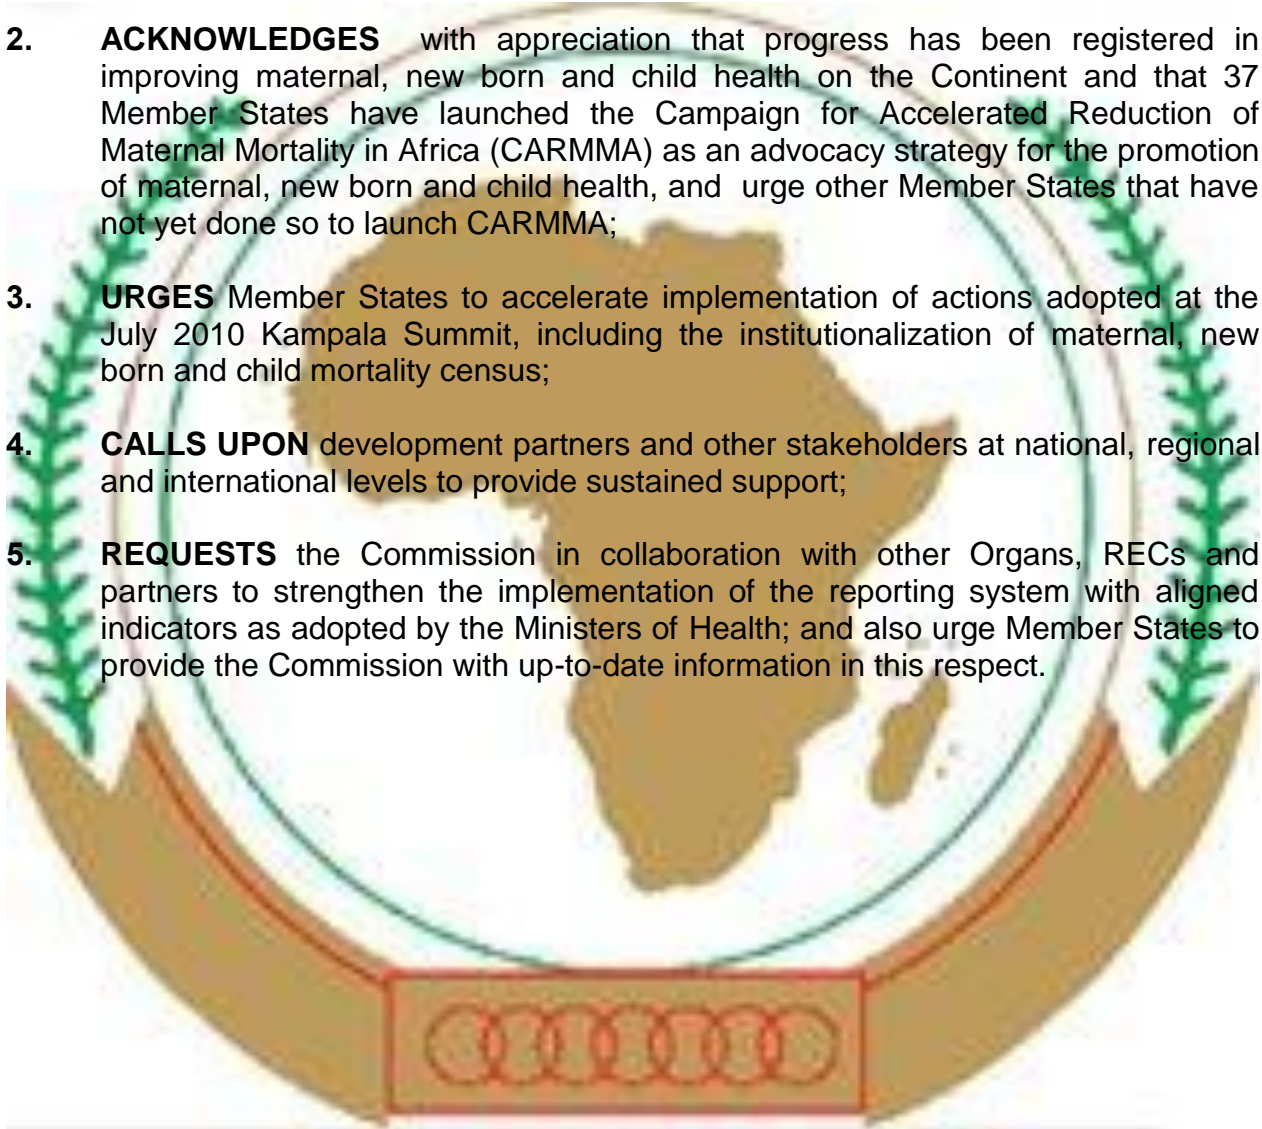 2. ACKNOWLEDGES with appreciation that progress has been registered in
improving maternal, new born and child health on the Continent and that 37
Member States have launched the Campaign for Accelerated Reduction of
Maternal Mortality in Africa (CARMMA) as an advocacy strategy for the promotion
of maternal, new born and child health, and urge other Member States that have
not yet done so to launch CARMMA;
3. URGES Member States to accelerate implementation of actions adopted at the
July 2010 Kampala Summit, including the institutionalization of maternal, new
born and child mortality census;
4. CALLS UPON development partners and other stakeholders at national, regional
and international levels to provide sustained support;
5. REQUESTS the Commission in collaboration with other Organs, RECs and
partners to strengthen the implementation of the reporting system with aligned
indicators as adopted by the Ministers of Health; and also urge Member States to
provide the Commission with up-to-date information in this respect.